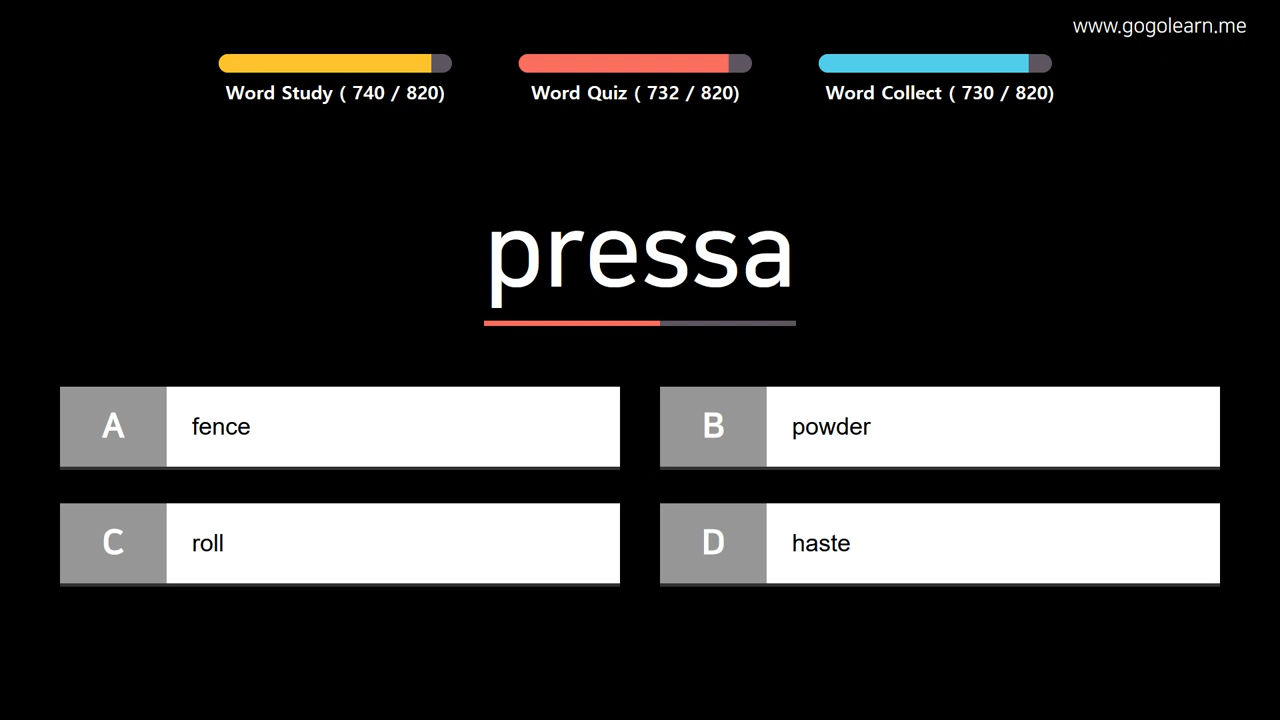 www.gogolearn.me
Word Study ( 740 / 820)
Word Quiz ( 732 / 820)
Word Collect ( 730 / 820)
pressa
A fence
B powder
C roll
D haste